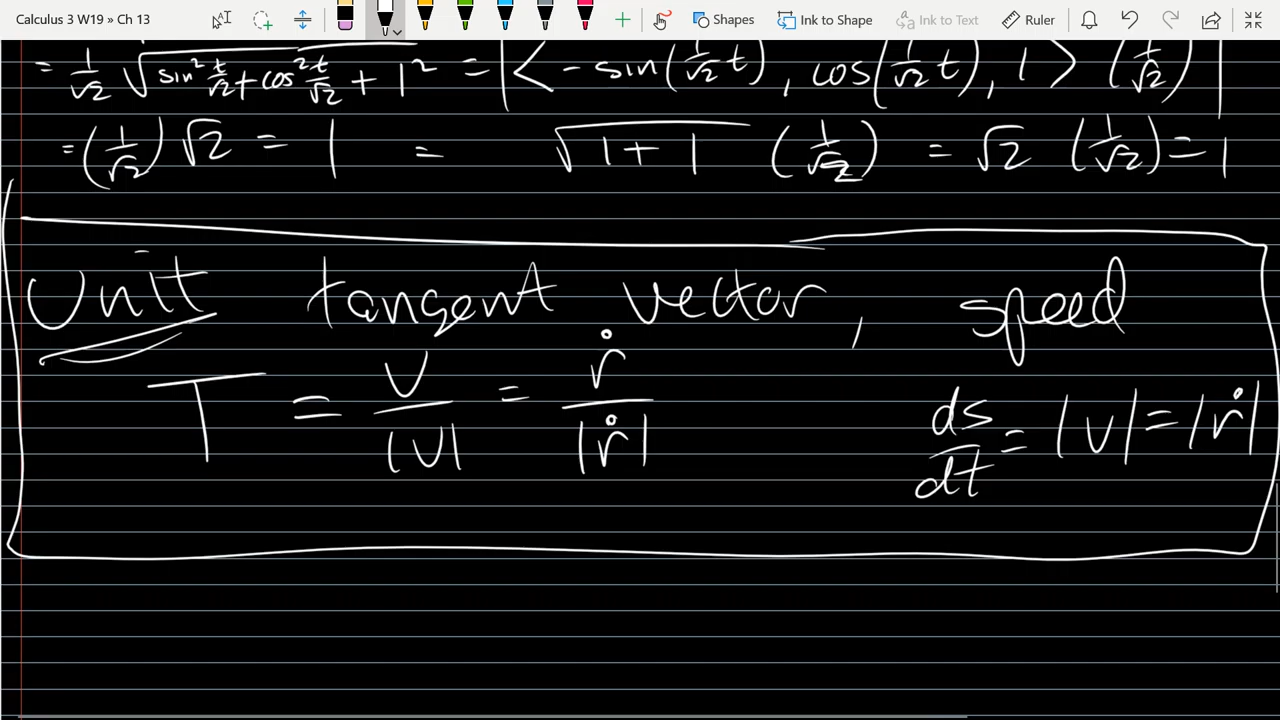 Calculus 3 W19 » Ch 13
Shapes Ink to Shape Ink to Text Ruler
= 1/√2 √(sin² t/√2 + cos² t/√2 + 1²) = |< - sin(1/√2 t), cos(1/√2 t), 1 > (1/√2)|
= (1/√2) √2 = 1 = √(1 + 1) (1/√2) = √2 (1/√2) = 1
Unit tangent vector, speed
T = v/|v| = ṙ/|ṙ| ds/dt = |v| = |ṙ|